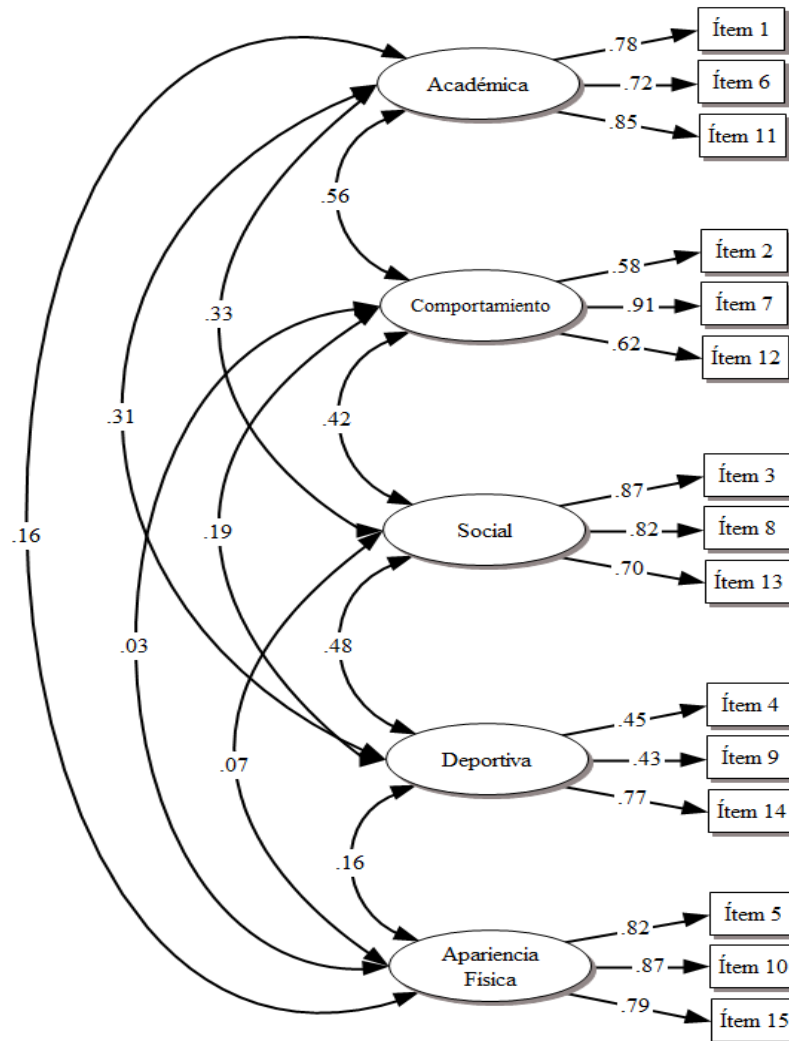 .78
Ítem 1
Académica
.72
Ítem 6
.85
Ítem 11
.56
.58
Ítem 2
Comportamiento
.91
Ítem 7
.62
Ítem 12
.33
.31
.42
.87
Ítem 3
.16
.19
Social
.82
Ítem 8
.70
Ítem 13
.03
.48
.45
Ítem 4
.07
Deportiva
.43
Ítem 9
.77
Ítem 14
.16
.82
Ítem 5
Apariencia
Física
.87
Ítem 10
.79
Ítem 15